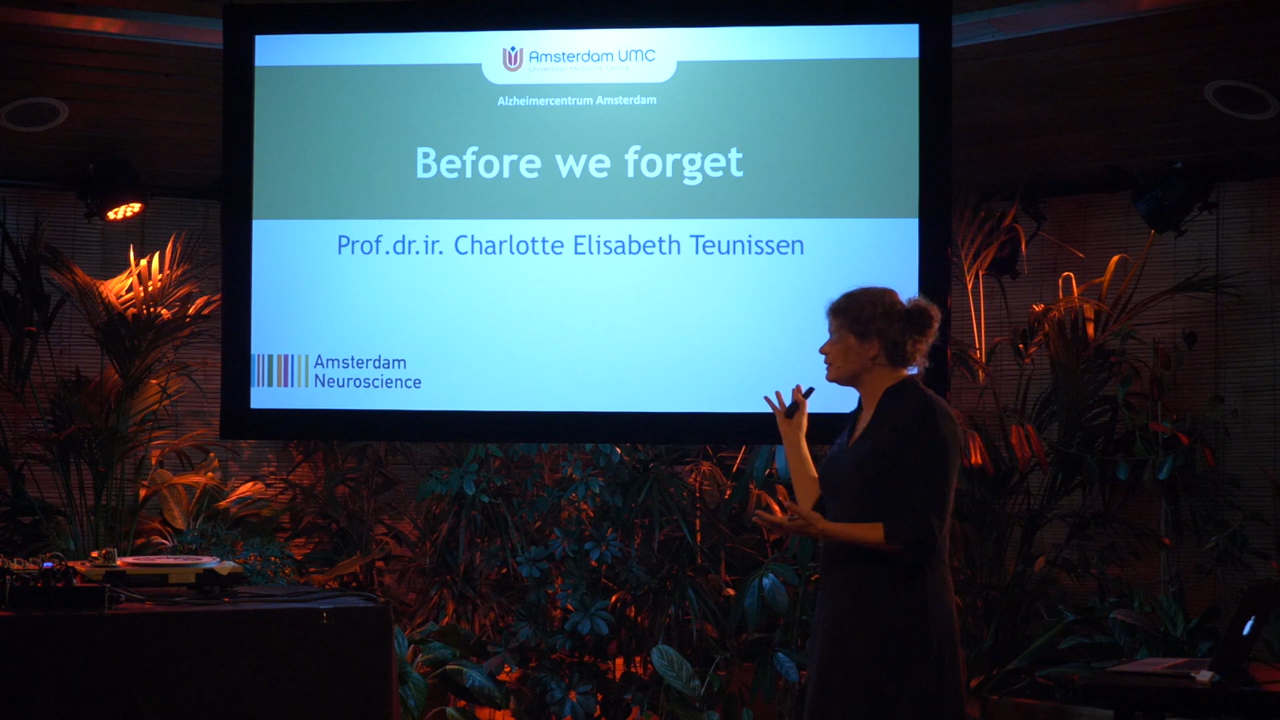 Amsterdam UMC
Alzheimercentrum Amsterdam
Before we forget
Prof.dr.ir. Charlotte Elisabeth Teunissen
Amsterdam
Neuroscience